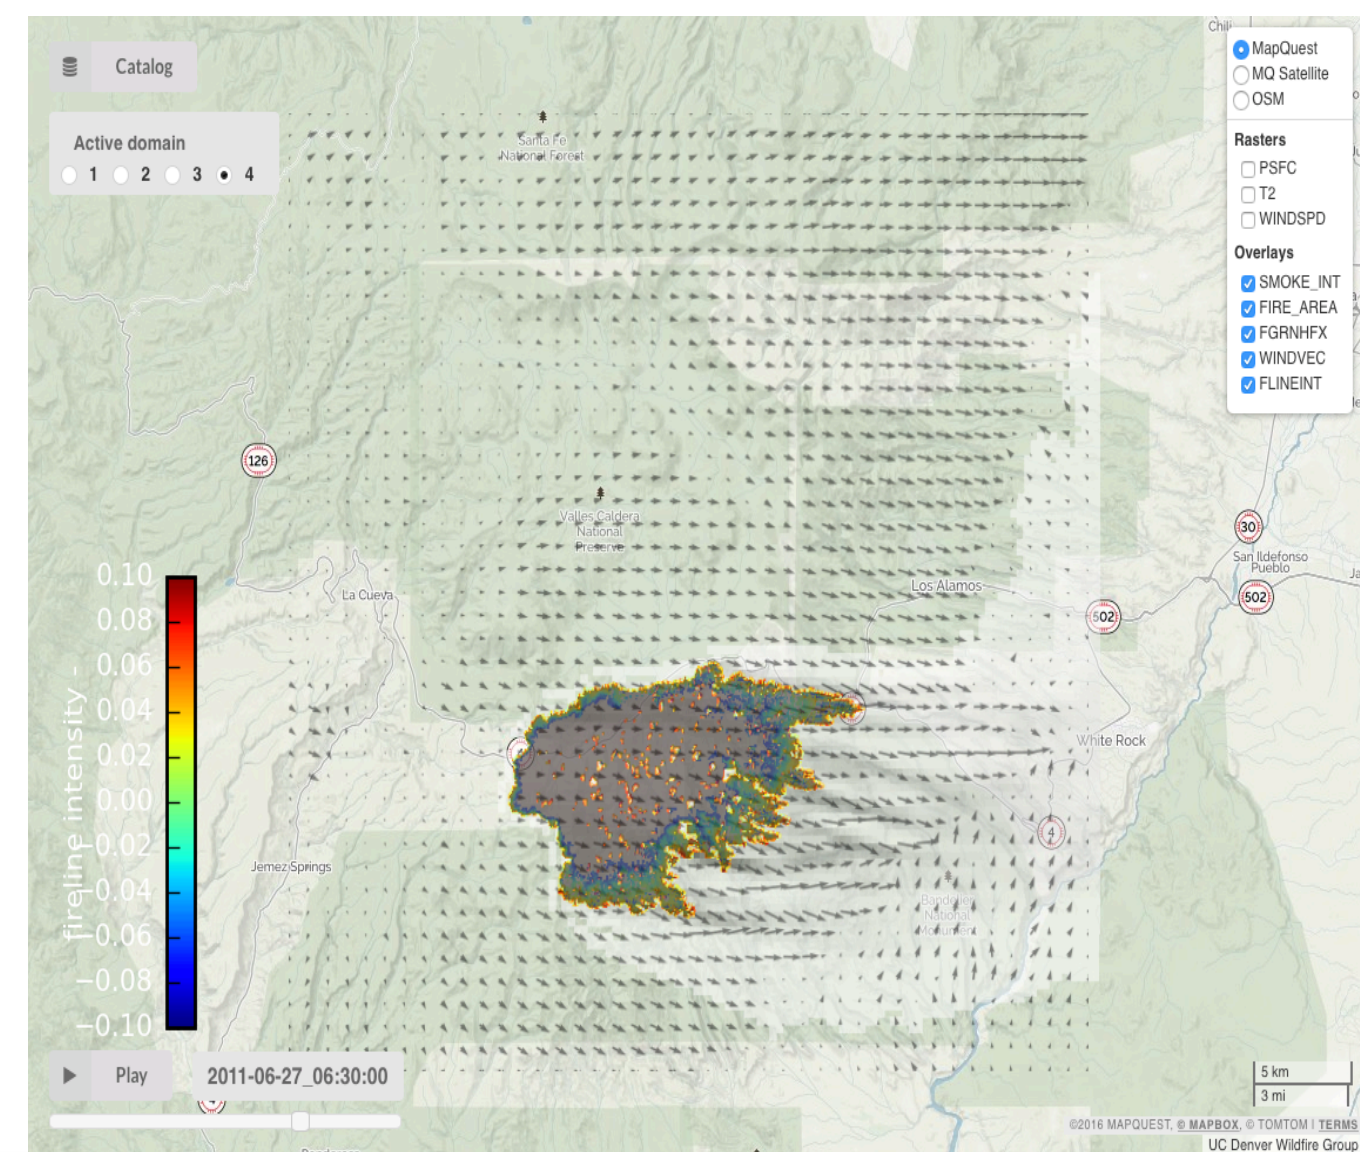 Chili
Catalog
MapQuest
MQ Satellite
OSM
Active domain
1 2 3 4
Santa Fe
National Forest
Rasters
PSFC
T2
WINDSPD
Overlays
SMOKE_INT
FIRE_AREA
FGRNHFX
WINDVEC
FLINEINT
126
Valles Caldera
National
Preserve
30
San Ildefonso
Pueblo
502
La Cueva
Los Alamos
502
White Rock
4
Jemez Springs
Bandelier
National
Monument
fireline intensity -
0.10
0.08
0.06
0.04
0.02
0.00
−0.02
−0.04
−0.06
−0.08
−0.10
Play
2011-06-27_06:30:00
4
5 km
3 mi
©2016 MAPQUEST, © MAPBOX, © TOMTOM | TERMS
UC Denver Wildfire Group